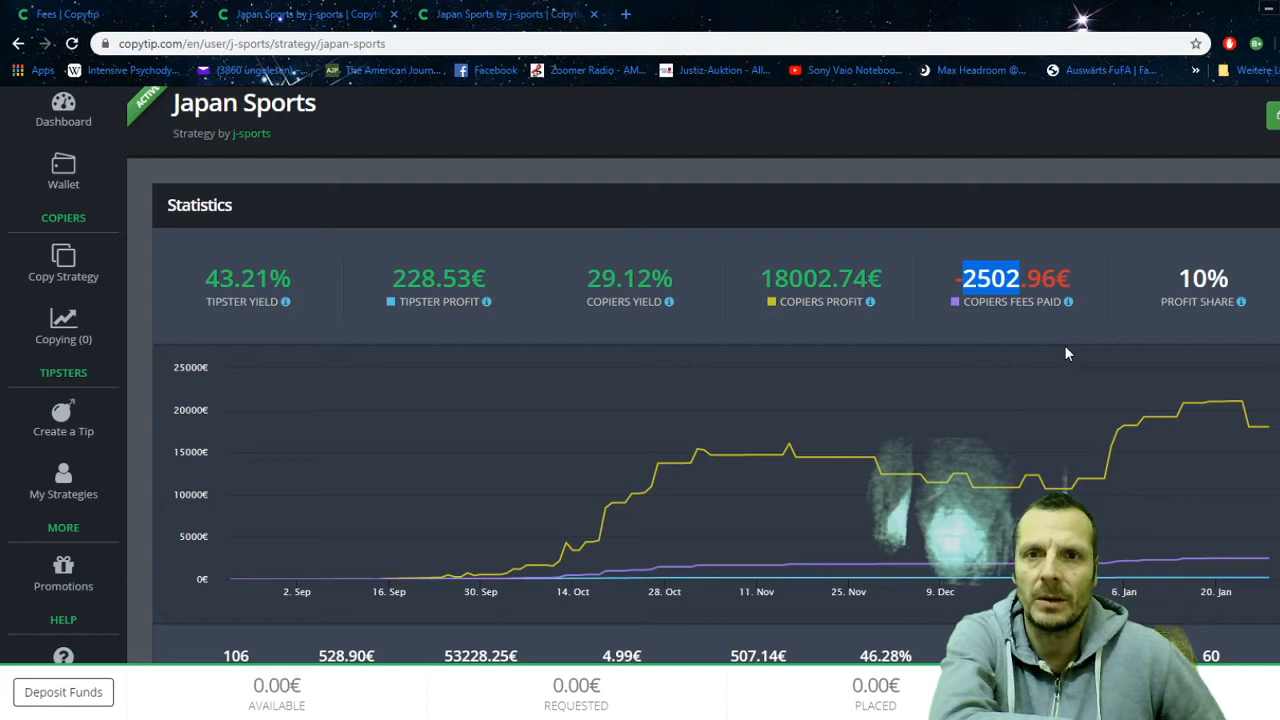 Fees | Copytip
Japan Sports by j-sports | Copyti
Japan Sports by j-sports | Copyti
copytip.com/en/user/j-sports/strategy/japan-sports
Apps
Intensive Psychody...
(3860 ungelesen)
The American Journ...
Facebook
Zoomer Radio - AM...
Justiz-Auktion - All...
Sony Vaio Noteboo...
Max Headroom @...
Auswärts FuFA | Fa...
Weitere L
Dashboard
Wallet
COPIERS
Copy Strategy
Copying (0)
TIPSTERS
Create a Tip
My Strategies
MORE
Promotions
HELP
ACTIVE
Japan Sports
Strategy by j-sports
Statistics
43.21%
TIPSTER YIELD
228.53€
TIPSTER PROFIT
29.12%
COPIERS YIELD
18002.74€
COPIERS PROFIT
-2502.96€
COPIERS FEES PAID
10%
PROFIT SHARE
25000€
20000€
15000€
10000€
5000€
0€
2. Sep
16. Sep
30. Sep
14. Oct
28. Oct
11. Nov
25. Nov
9. Dec
6. Jan
20. Jan
106
528.90€
53228.25€
4.99€
507.14€
46.28%
60
Deposit Funds
0.00€
AVAILABLE
0.00€
REQUESTED
0.00€
PLACED